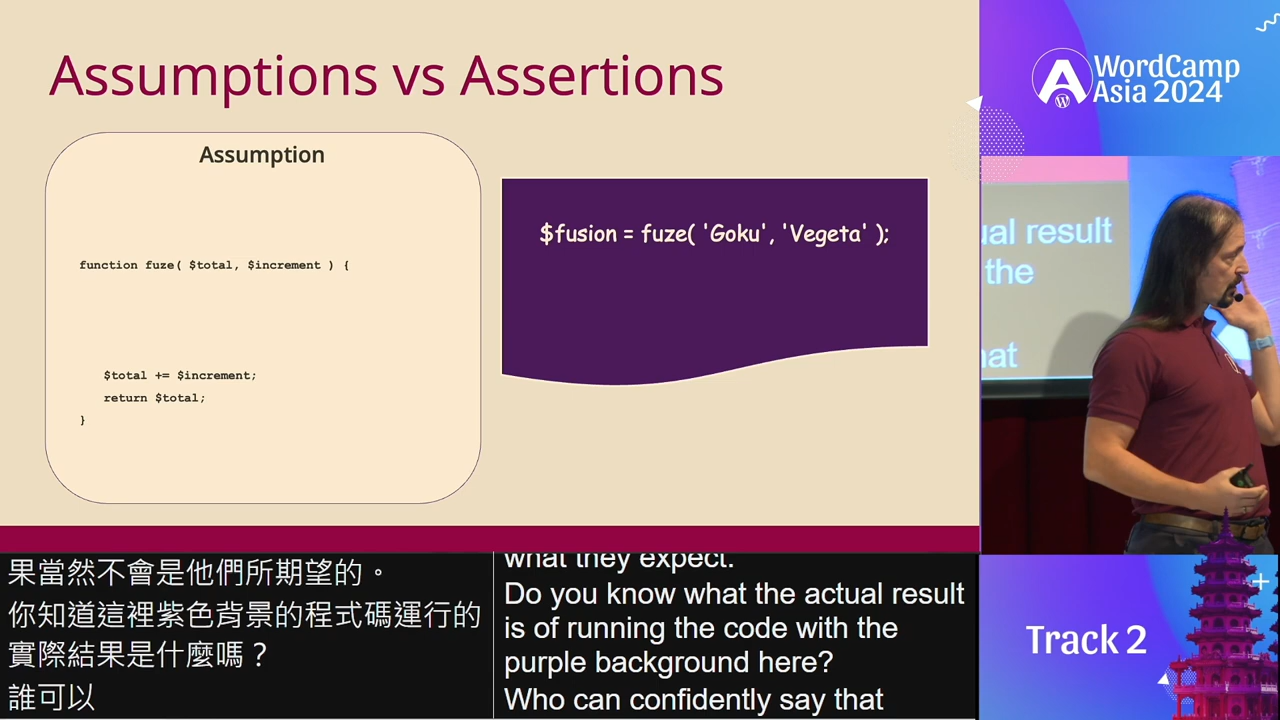 Assumptions vs Assertions
Assumption
function fuze( $total, $increment ) {
$total += $increment;
return $total;
}
$fusion = fuze( 'Goku', 'Vegeta' );
WordCamp
Asia 2024
ual result
the
nat
果當然不會是他們所期望的。
你知道這裡紫色背景的程式碼運行的
實際結果是什麼嗎？
誰可以
what they expect.
Do you know what the actual result
is of running the code with the
purple background here?
Who can confidently say that
Track 2